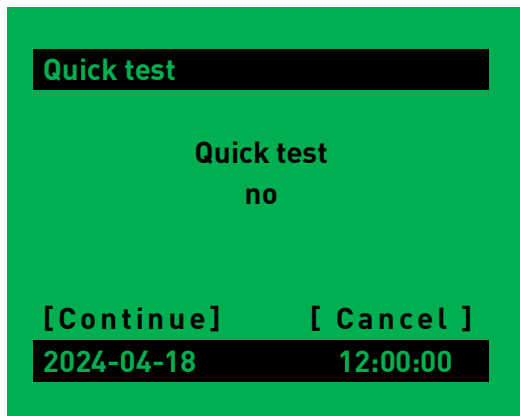 Quick test
Quick test
no
[Continue] [ Cancel ]
2024-04-18 12:00:00